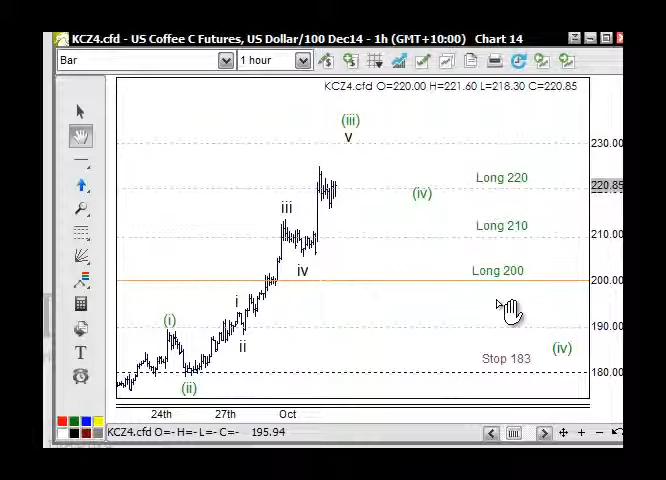 KCZ4.cfd - US Coffee C Futures, US Dollar/100 Dec14 - 1h (GMT+10:00) Chart 14
Bar
1 hour
KCZ4.cfd O=220.00 H=221.60 L=218.30 C=220.85
(iii)
v
230.00
Long 220
220.85
(iv)
iii
Long 210
210.00
iv
Long 200
200.00
i
(i)
190.00
ii
(iv)
Stop 183
180.00
(ii)
24th
27th
Oct
T
KCZ4.cfd O=- H=- L=- C=- 195.94